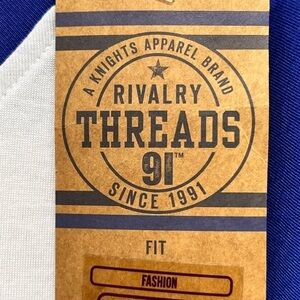 A KNIGHTS APPAREL BRAND
RIVALRY
THREADS
91™
SINCE 1991
FIT
FASHION